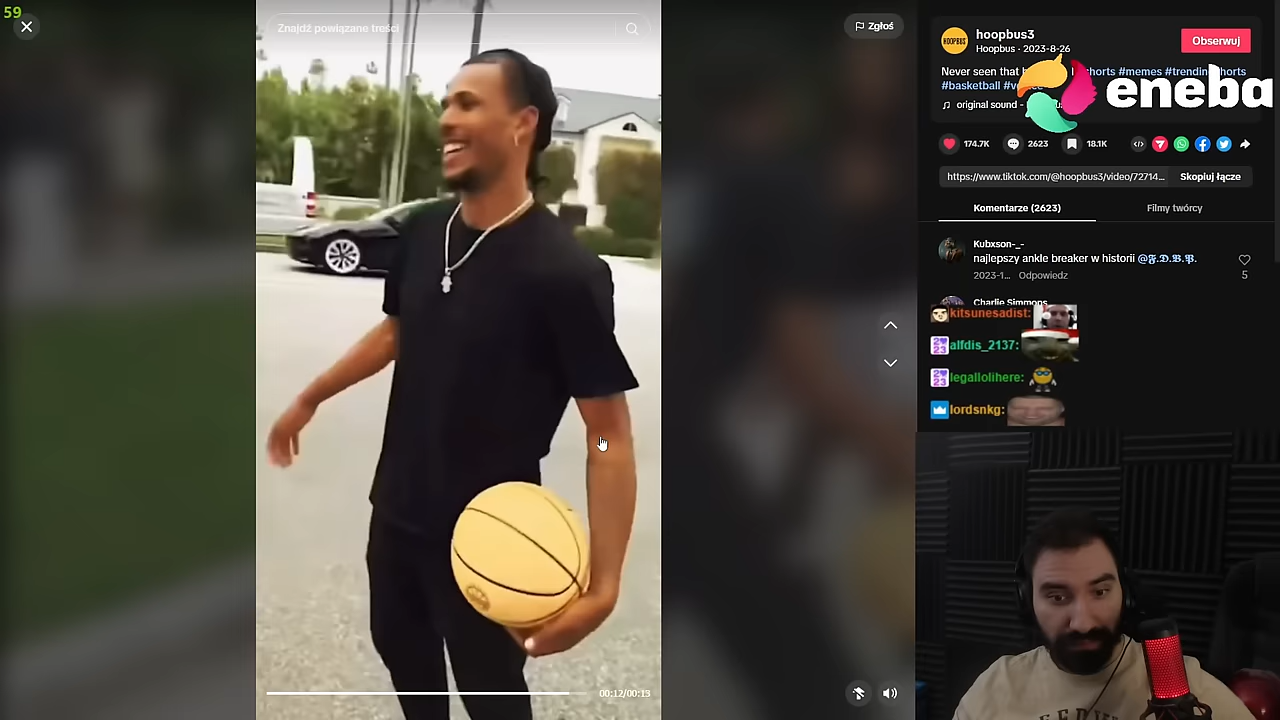 59
Znajdź powiązane treści
Zgłoś
00:12/00:13
HOOPBUS
hoopbus3
Hoopbus · 2023-8-26
Obserwuj
Never seen that #memes
#basketball
original sound -
eneba
174.7K
2623
18.1K
https://www.tiktok.com/@hoopbus3/video/72714...
Skopiuj łącze
Komentarze (2623)
Filmy twórcy
Kubxson-_-
najlepszy ankle breaker w historii @𝕱.𝕯.𝕭.𝕻.
2023-1... Odpowiedz
5
Charlie Simmons
kitsunesadist:
alfdis_2137:
legallolihere:
lordsnkg: